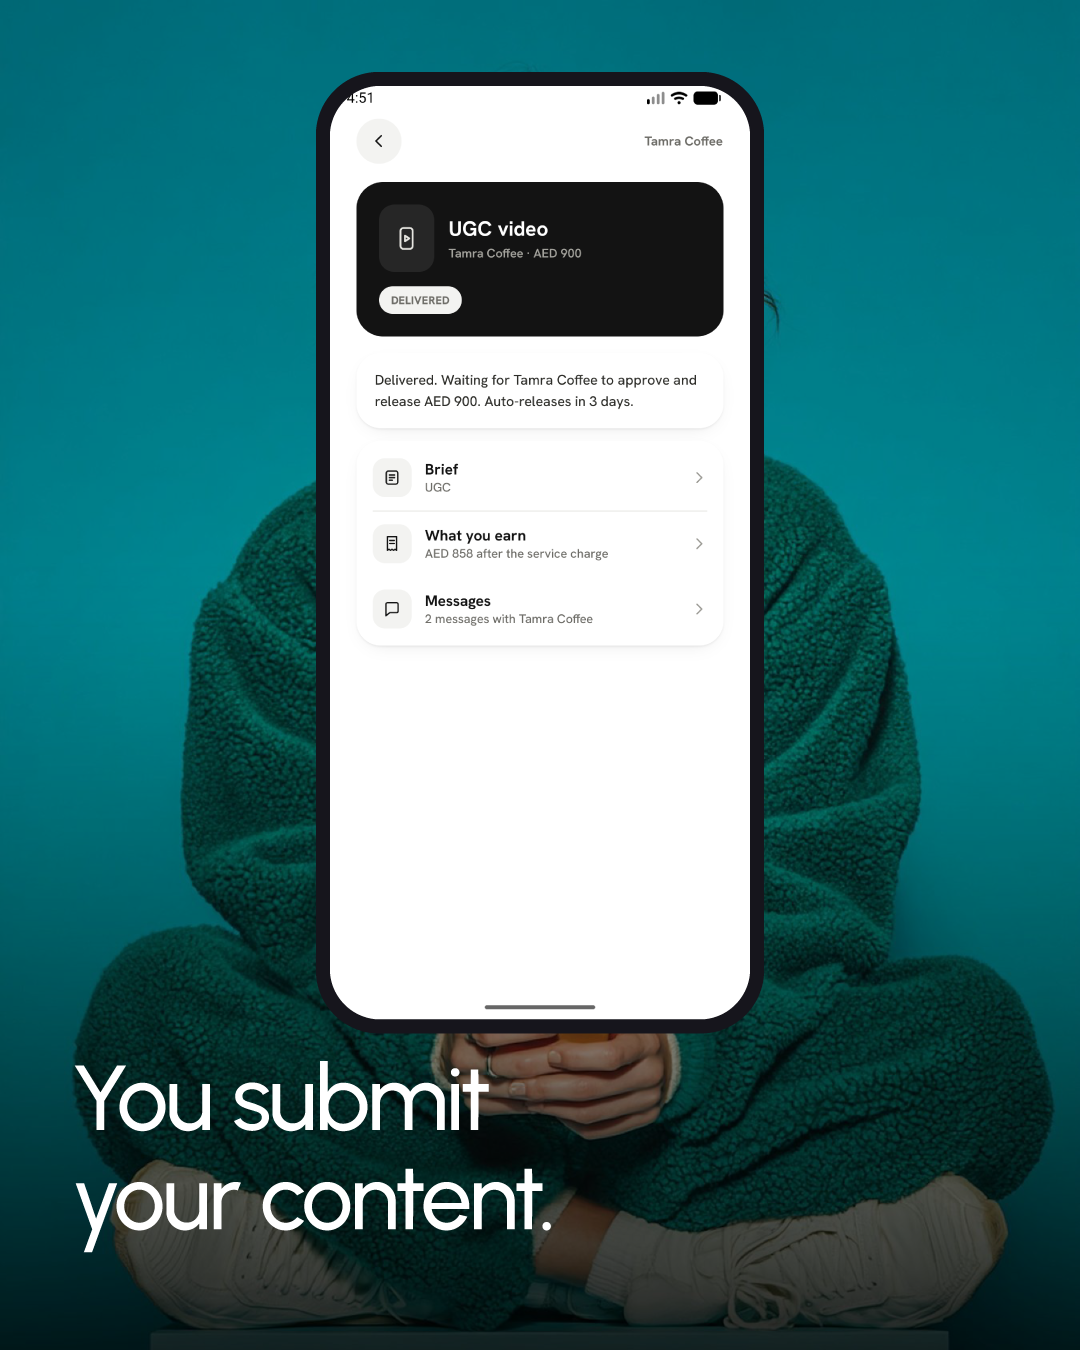 4:51
Tamra Coffee
UGC video
Tamra Coffee · AED 900
DELIVERED
Delivered. Waiting for Tamra Coffee to approve and
release AED 900. Auto-releases in 3 days.
Brief
UGC
What you earn
AED 858 after the service charge
Messages
2 messages with Tamra Coffee
You submit
your content.